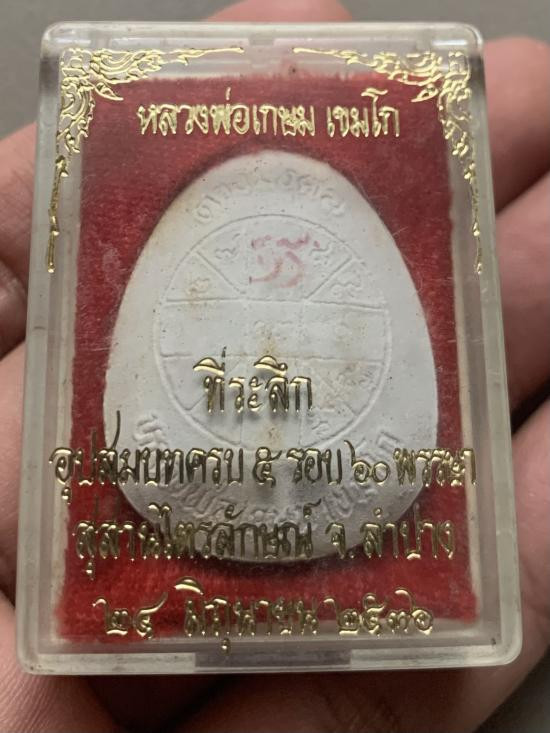 หลวงพ่อเกษม เขมโก
ที่ระลึก
อุปสมบทครบ ๕ รอบ ๖๐ พรรษา
สุสานไตรลักษณ์ จ. ลำปาง
๒๔ มิถุนายน ๒๕๓๖